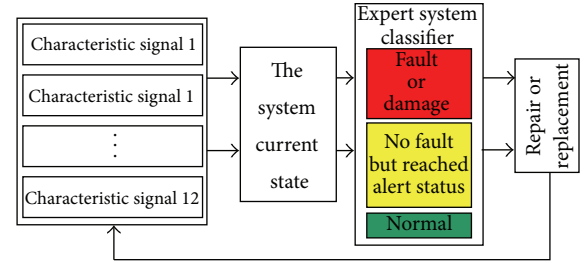 Characteristic signal 1
Characteristic signal 1
⋮
Characteristic signal 12
The
system
current
state
Expert system
classifier
Fault
or
damage
No fault
but reached
alert status
Normal
Repair or
replacement